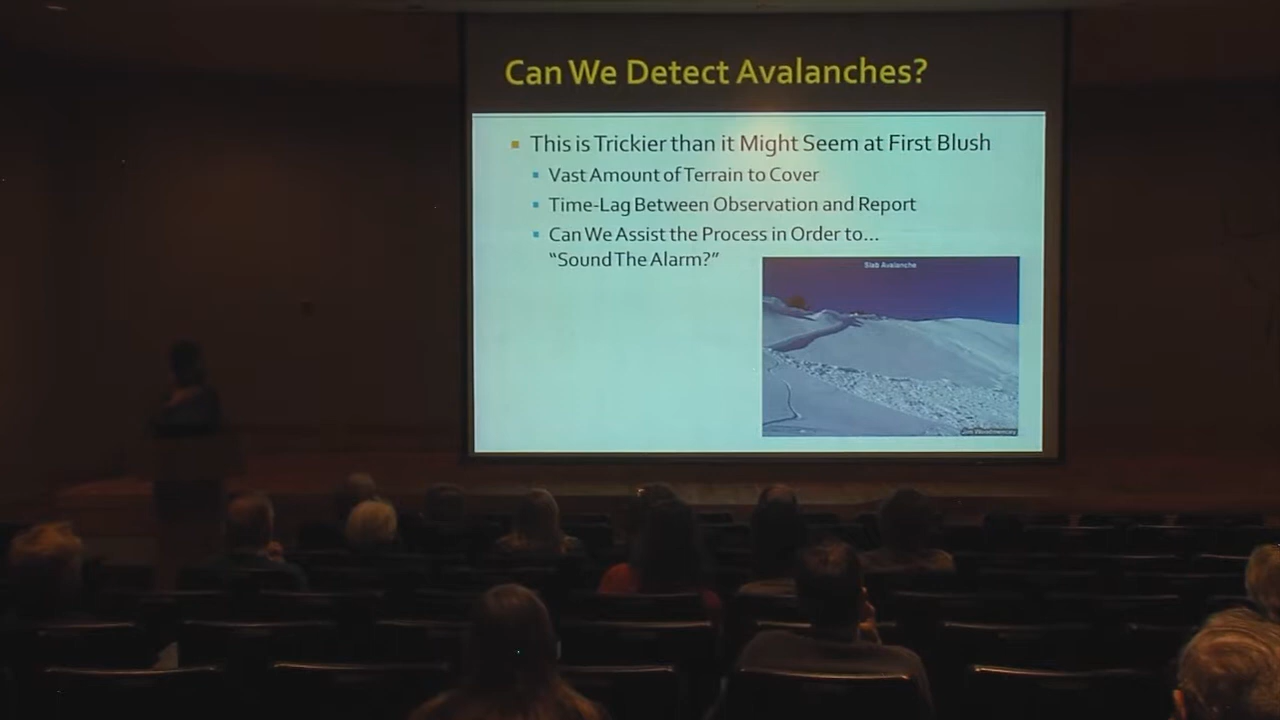 Can We Detect Avalanches?
This is Trickier than it Might Seem at First Blush
Vast Amount of Terrain to Cover
Time-Lag Between Observation and Report
Can We Assist the Process in Order to...
“Sound The Alarm?”
Slab Avalanche